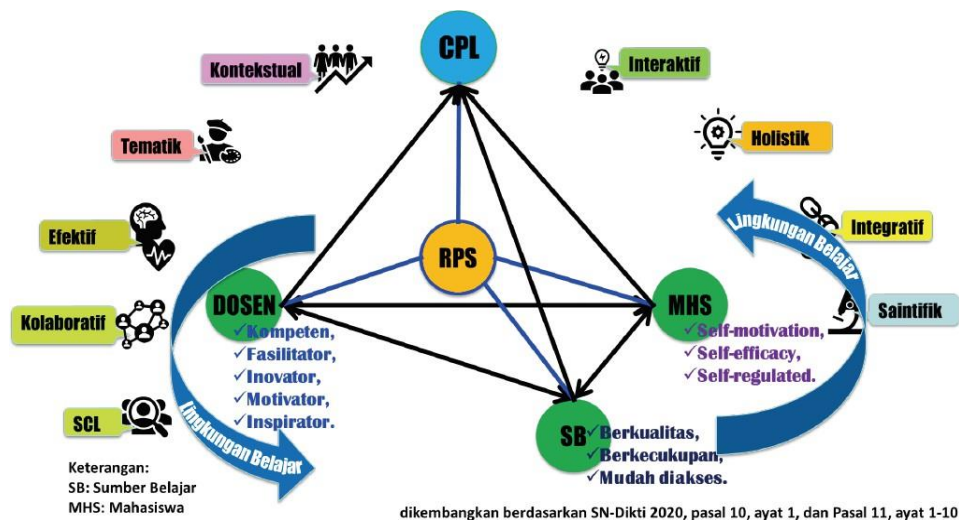 CPL
Kontekstual
Interaktif
Tematik
Holistik
Efektif
RPS
Lingkungan Belajar
Integratif
DOSEN
MHS
Kolaboratif
Saintifik
✓Kompeten,
✓Fasilitator,
✓Inovator,
✓Motivator,
✓Inspirator.
✓Self-motivation,
✓Self-efficacy,
✓Self-regulated.
SCL
Lingkungan Belajar
SB
✓Berkualitas,
✓Berkecukupan,
✓Mudah diakses.
Keterangan:
SB: Sumber Belajar
MHS: Mahasiswa
dikembangkan berdasarkan SN-Dikti 2020, pasal 10, ayat 1, dan Pasal 11, ayat 1-10